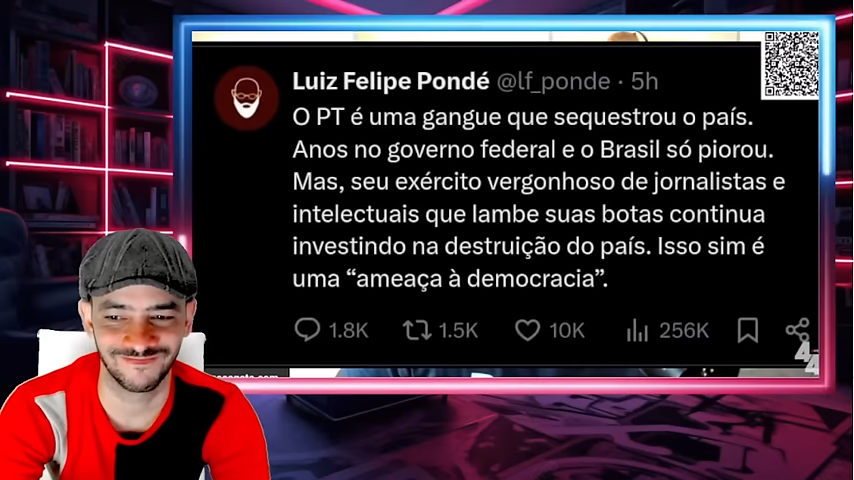 Luiz Felipe Pondé @lf_ponde · 5h
O PT é uma gangue que sequestrou o país.
Anos no governo federal e o Brasil só piorou.
Mas, seu exército vergonhoso de jornalistas e
intelectuais que lambe suas botas continua
investindo na destruição do país. Isso sim é
uma “ameaça à democracia”.
1.8K 1.5K 10K 256K